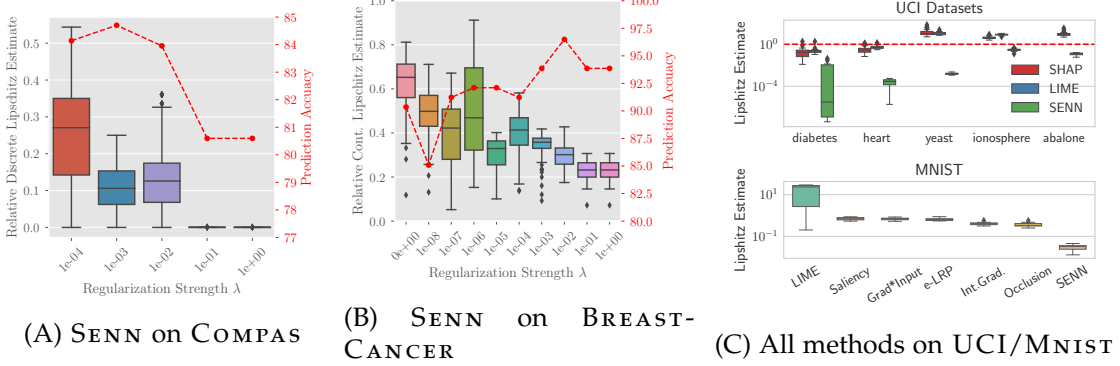 Relative Discrete Lipschitz Estimate
0.5
0.4
0.3
0.2
0.1
0.0
85
84
83
82
81
80
79
78
77
Prediction Accuacy
1e-04
1e-03
1e-02
1e-01
1e+00
Regularization Strength λ
(A) SENN on COMPAS
Relative Cont. Lipschitz Estimate
1.0
0.8
0.6
0.4
0.2
0.0
100.0
97.5
95.0
92.5
90.0
87.5
85.0
82.5
80.0
Prediction Accuacy
0e+00
1e-08
1e-07
1e-06
1e-05
1e-04
1e-03
1e-02
1e-01
1e+00
Regularization Strength λ
(B) SENN on BREAST-
CANCER
UCI Datasets
Lipshitz Estimate
10⁰
10⁻⁴
SHAP
LIME
SENN
diabetes
heart
yeast
ionosphere
abalone
MNIST
Lipshitz Estimate
10¹
10⁻¹
LIME
Saliency
Grad*Input
e-LRP
Int.Grad.
Occlusion
SENN
(C) All methods on UCI/MNIST